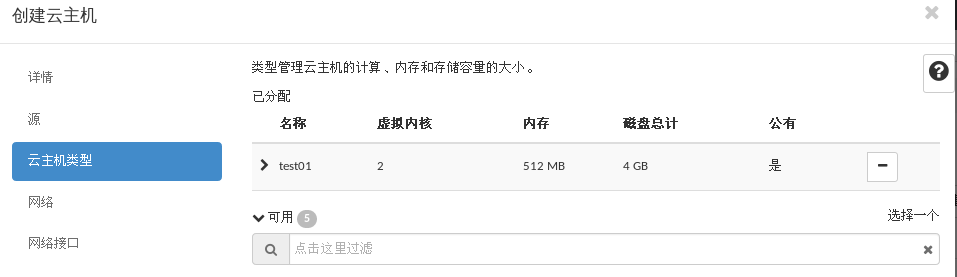 创建云主机
详情
源
云主机类型
网络
网络接口
类型管理云主机的计算、内存和存储容量的大小。
已分配
名称 虚拟内核 内存 磁盘总计 公有
test01 2 512 MB 4 GB 是
可用 5 选择一个
点击这里过滤